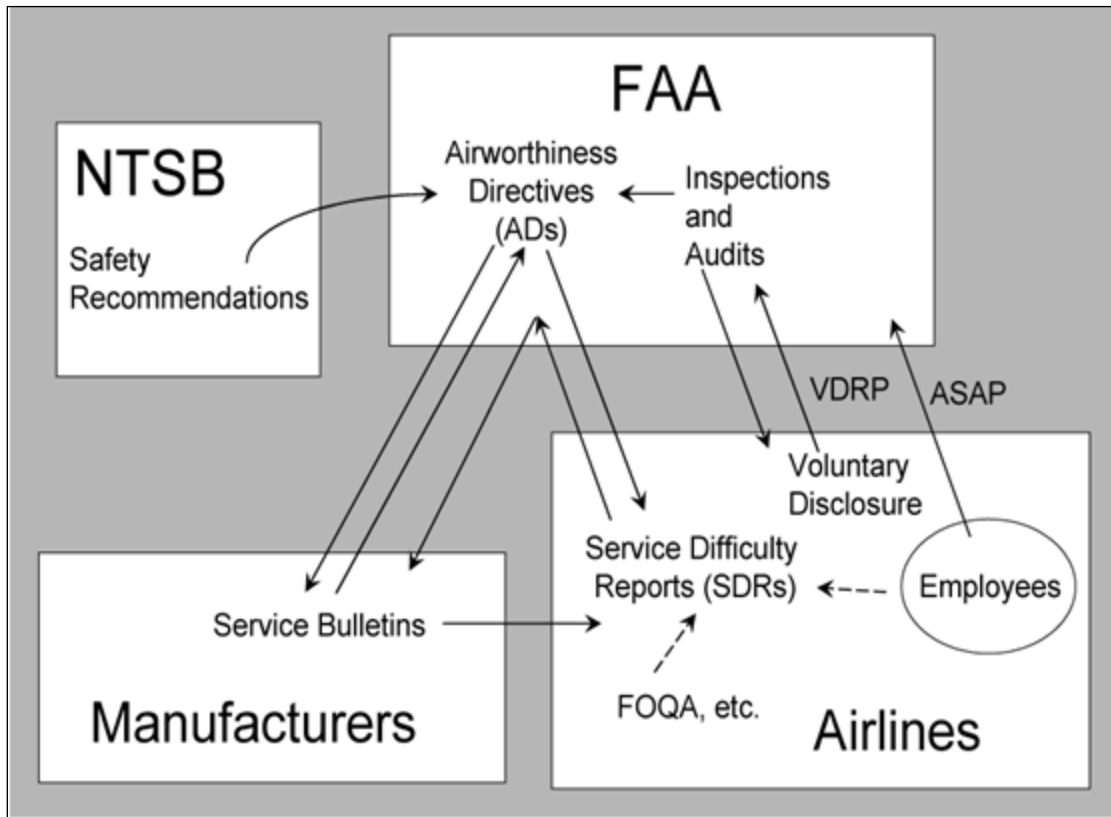 FAA
NTSB
Airworthiness
Directives
(ADs)
Inspections
and
Audits
Safety
Recommendations
VDRP
ASAP
Voluntary
Disclosure
Service Difficulty
Reports (SDRs)
Employees
Service Bulletins
FOQA, etc.
Manufacturers
Airlines